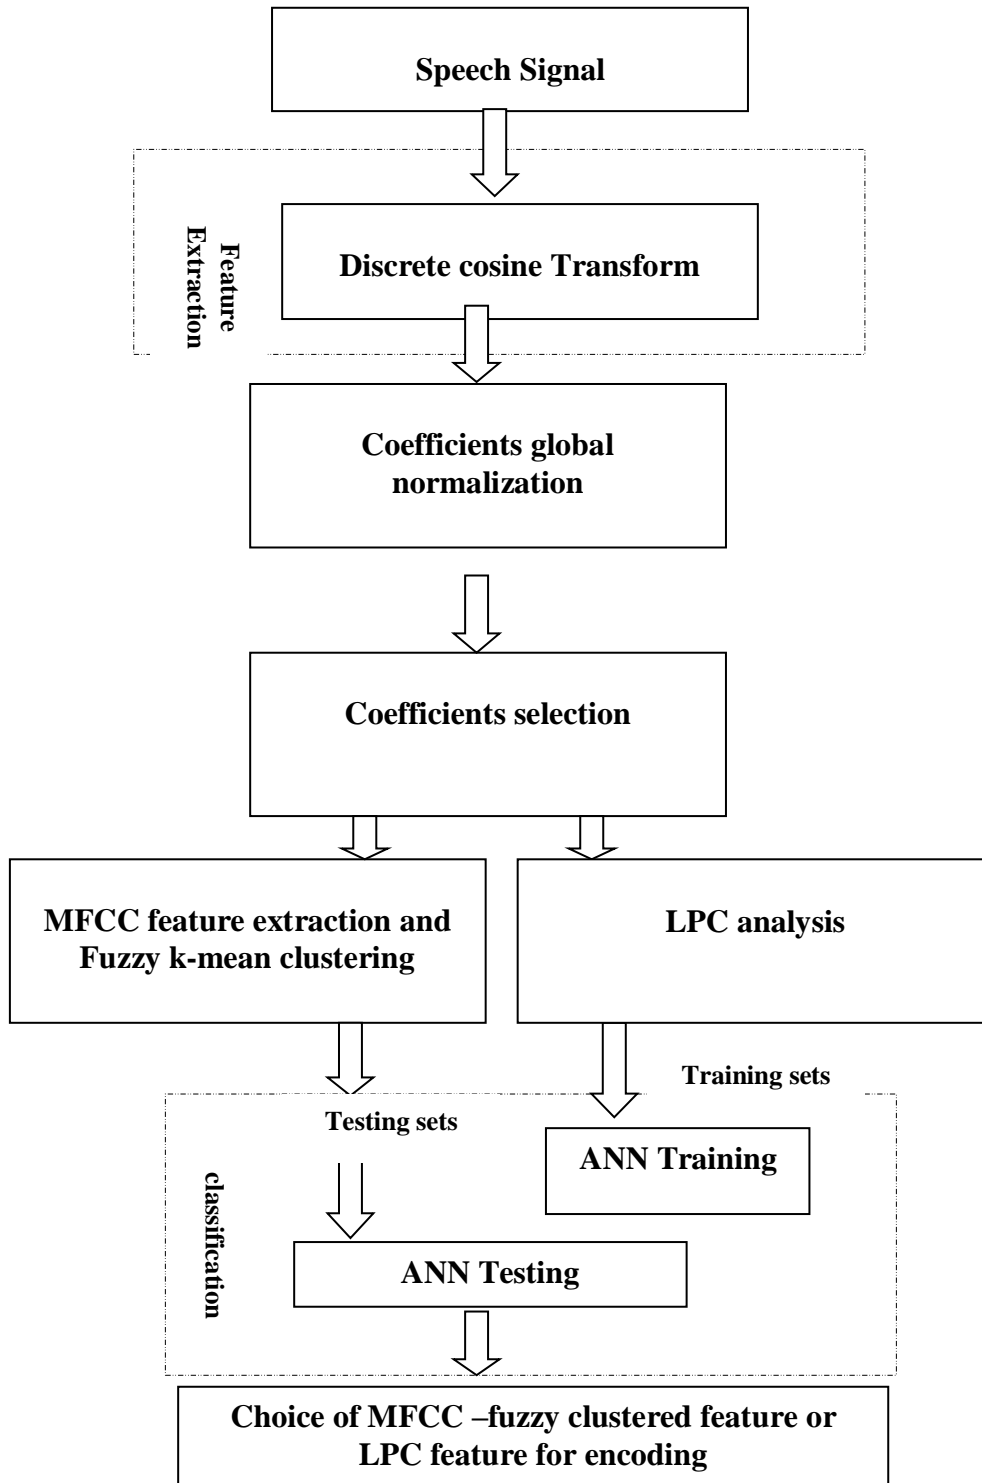 Speech Signal
Feature
Extraction
Discrete cosine Transform
Coefficients global
normalization
Coefficients selection
MFCC feature extraction and
Fuzzy k-mean clustering
LPC analysis
Training sets
Testing sets
ANN Training
classification
ANN Testing
Choice of MFCC –fuzzy clustered feature or
LPC feature for encoding